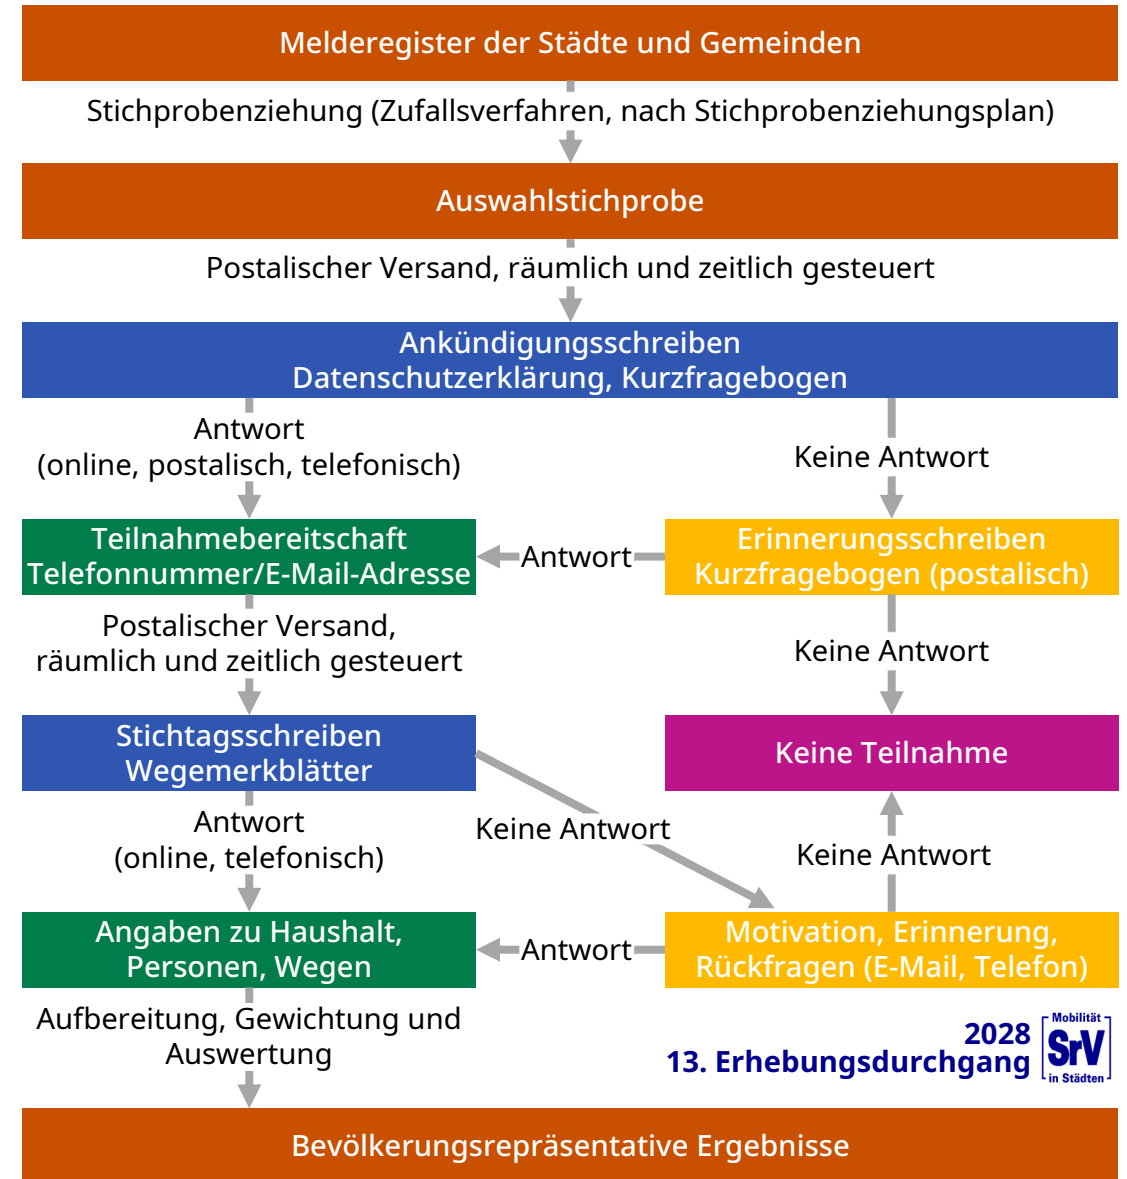 Melderegister der Städte und Gemeinden
Stichprobenziehung (Zufallsverfahren, nach Stichprobenziehungsplan)
Auswahlstichprobe
Postalischer Versand, räumlich und zeitlich gesteuert
Ankündigungsschreiben
Datenschutzerklärung, Kurzfragebogen
Antwort
(online, postalisch, telefonisch)
Keine Antwort
Teilnahmebereitschaft
Telefonnummer/E-Mail-Adresse
Antwort
Erinnerungsschreiben
Kurzfragebogen (postalisch)
Postalischer Versand,
räumlich und zeitlich gesteuert
Keine Antwort
Stichtagsschreiben
Wegemerkblätter
Keine Teilnahme
Antwort
(online, telefonisch)
Keine Antwort
Keine Antwort
Angaben zu Haushalt,
Personen, Wegen
Antwort
Motivation, Erinnerung,
Rückfragen (E-Mail, Telefon)
Aufbereitung, Gewichtung und
Auswertung
2028
13. Erhebungsdurchgang
Mobilität
SrV
in Städten
Bevölkerungsrepräsentative Ergebnisse